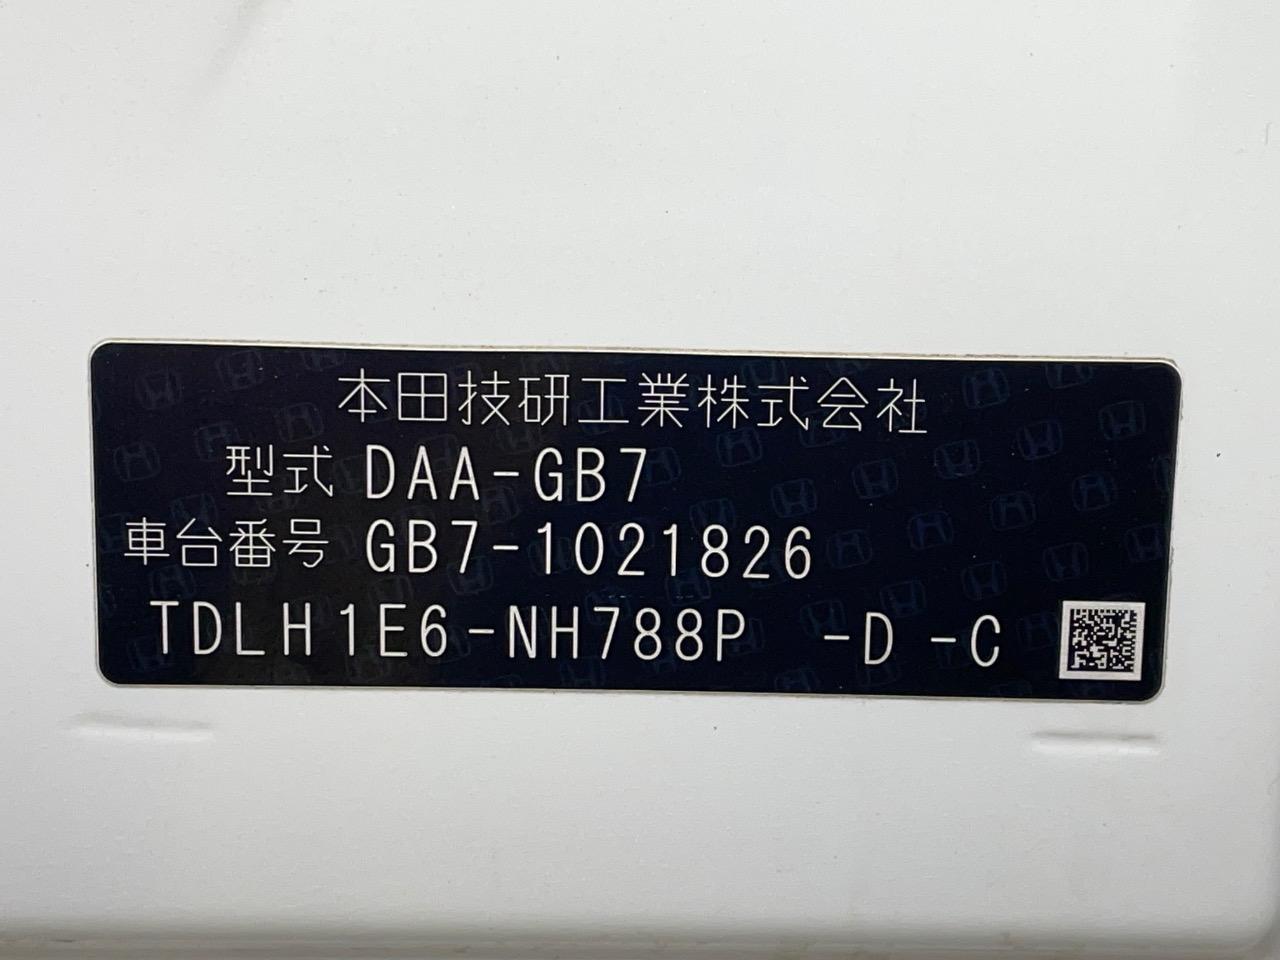 本田技研工業株式会社
型式 DAA-GB7
車台番号 GB7-1021826
TDLH1E6-NH788P -D -C